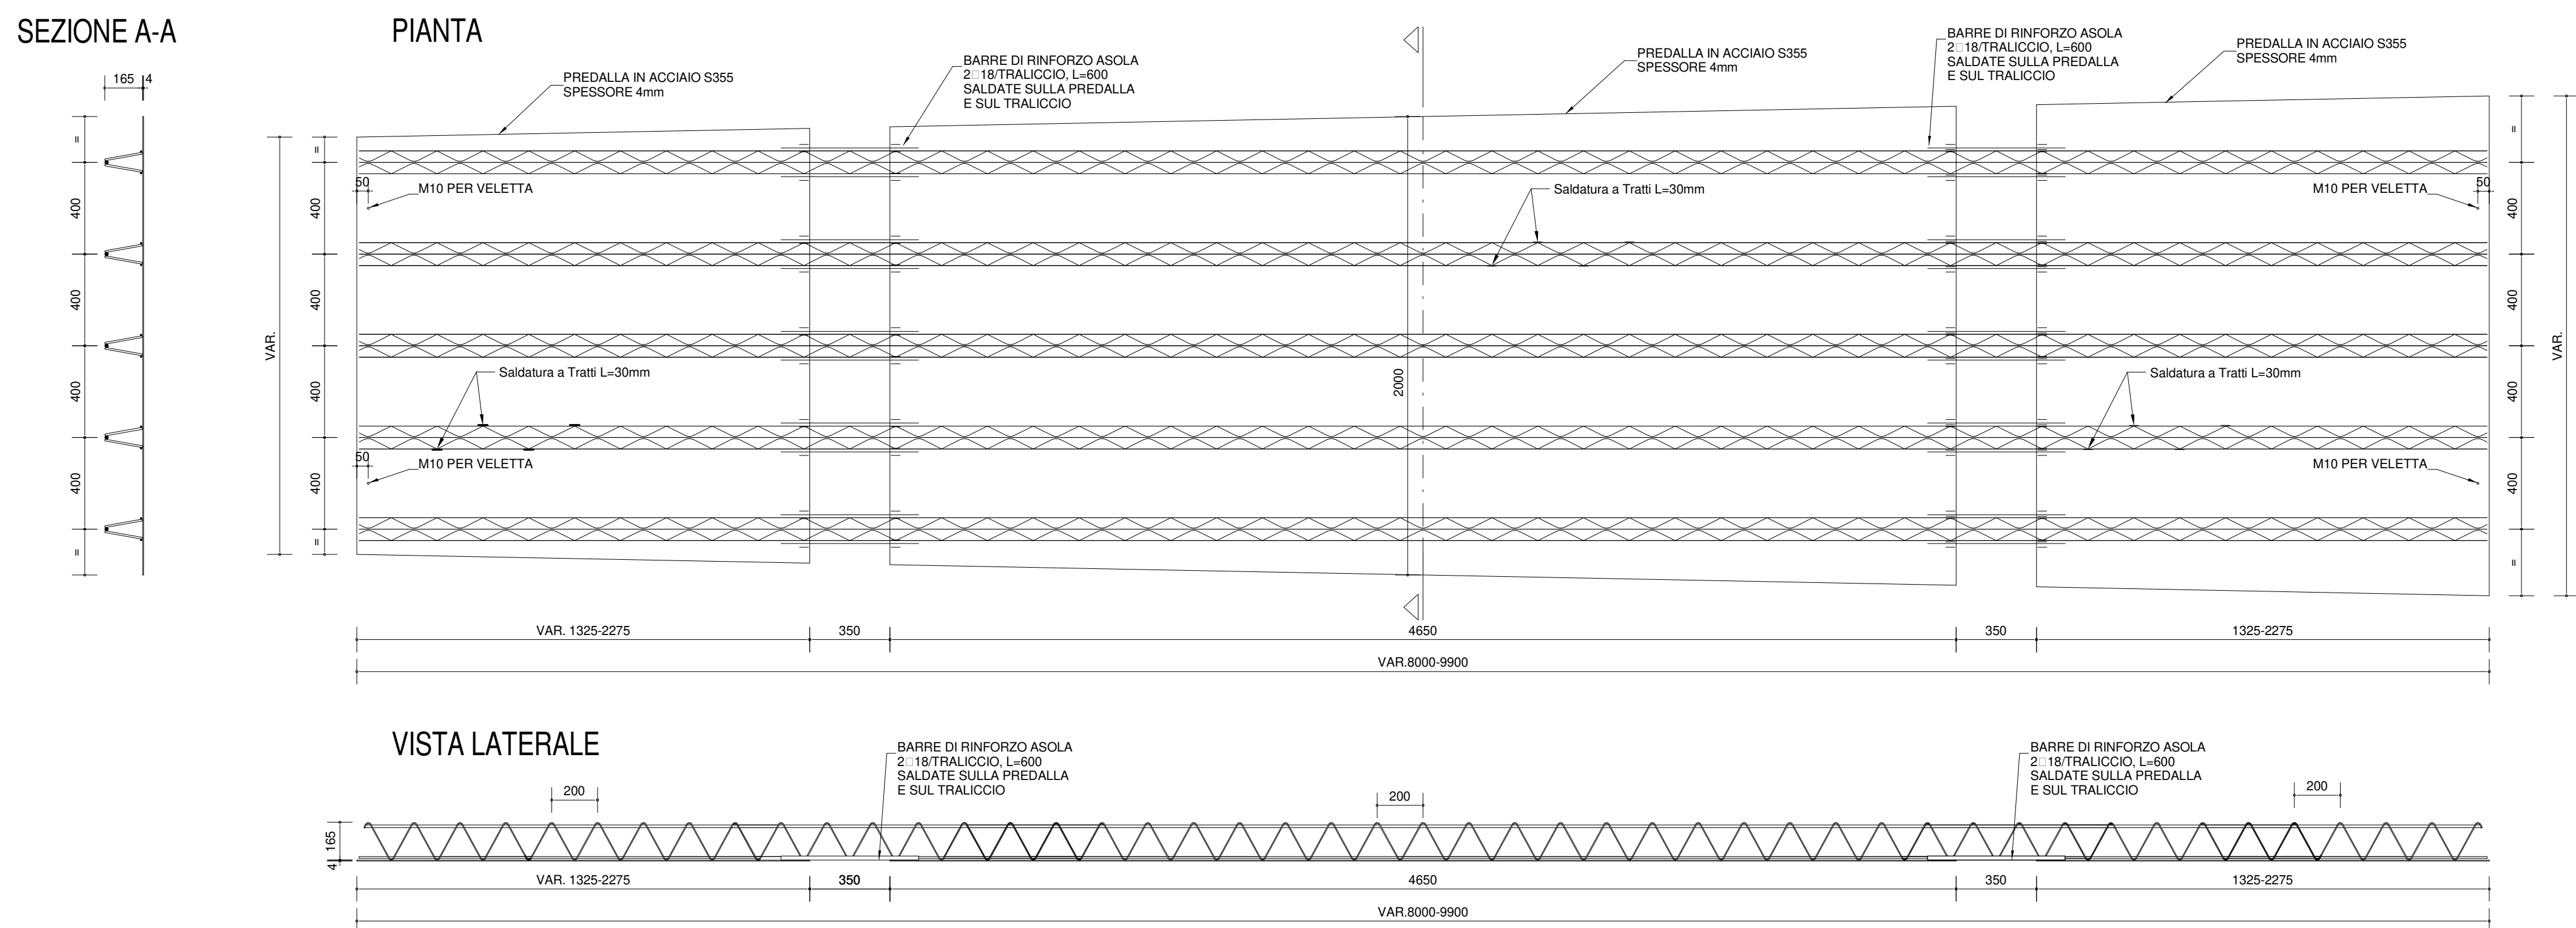 SEZIONE A-A
165 4
=
400
400
400
400
=
PIANTA
PREDALLA IN ACCIAIO S355
SPESSORE 4mm
BARRE DI RINFORZO ASOLA
2□18/TRALICCIO, L=600
SALDATE SULLA PREDALLA
E SUL TRALICCIO
PREDALLA IN ACCIAIO S355
SPESSORE 4mm
BARRE DI RINFORZO ASOLA
2□18/TRALICCIO, L=600
SALDATE SULLA PREDALLA
E SUL TRALICCIO
PREDALLA IN ACCIAIO S355
SPESSORE 4mm
VAR.
=
400
400
400
400
=
50
M10 PER VELETTA
Saldatura a Tratti L=30mm
M10 PER VELETTA
50
2000
Saldatura a Tratti L=30mm
Saldatura a Tratti L=30mm
50
M10 PER VELETTA
M10 PER VELETTA
=
400
400
400
400
=
VAR.
VAR. 1325-2275
350
4650
350
1325-2275
VAR.8000-9900
VISTA LATERALE
BARRE DI RINFORZO ASOLA
2□18/TRALICCIO, L=600
SALDATE SULLA PREDALLA
E SUL TRALICCIO
BARRE DI RINFORZO ASOLA
2□18/TRALICCIO, L=600
SALDATE SULLA PREDALLA
E SUL TRALICCIO
200
200
200
165
4
VAR. 1325-2275
350
4650
350
1325-2275
VAR.8000-9900